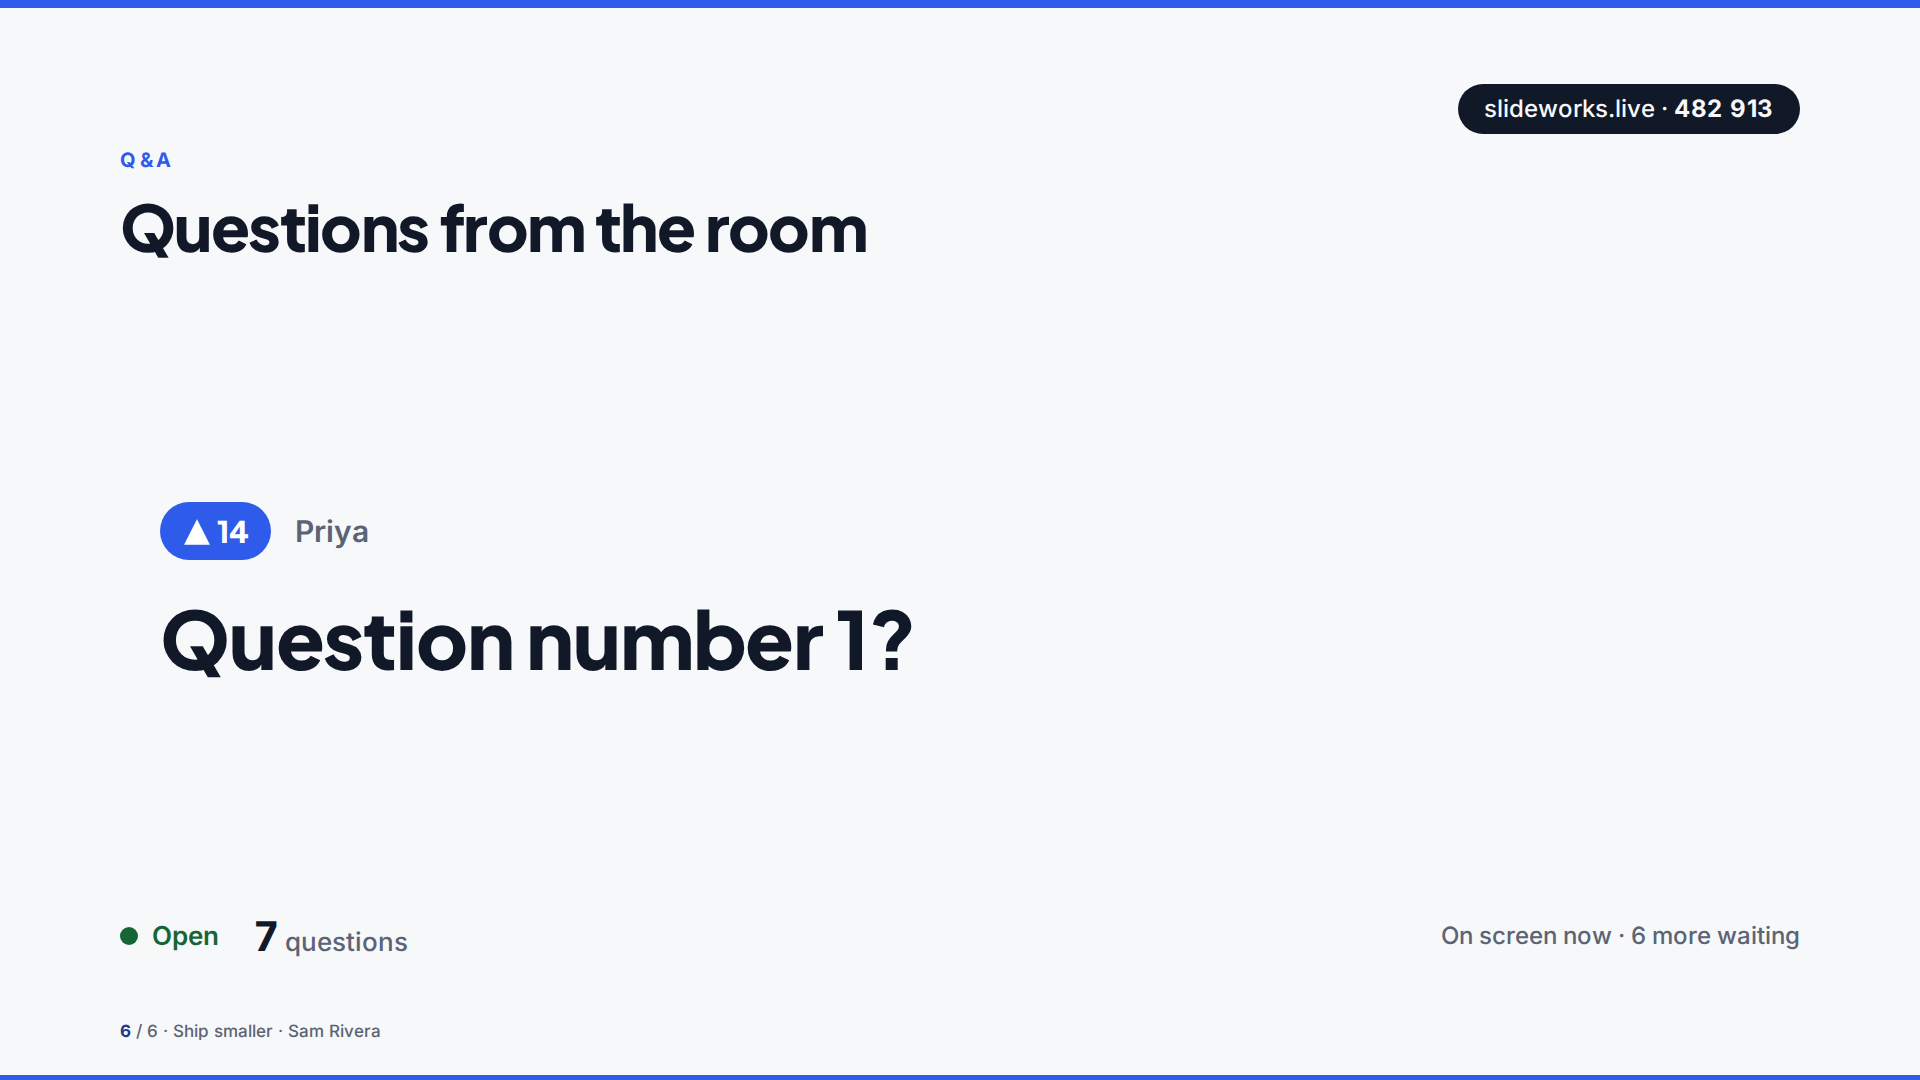 slideworks.live · 482 913
Q & A
Questions from the room
▲ 14 Priya
Question number 1?
Open 7 questions
On screen now · 6 more waiting
6 / 6 · Ship smaller · Sam Rivera